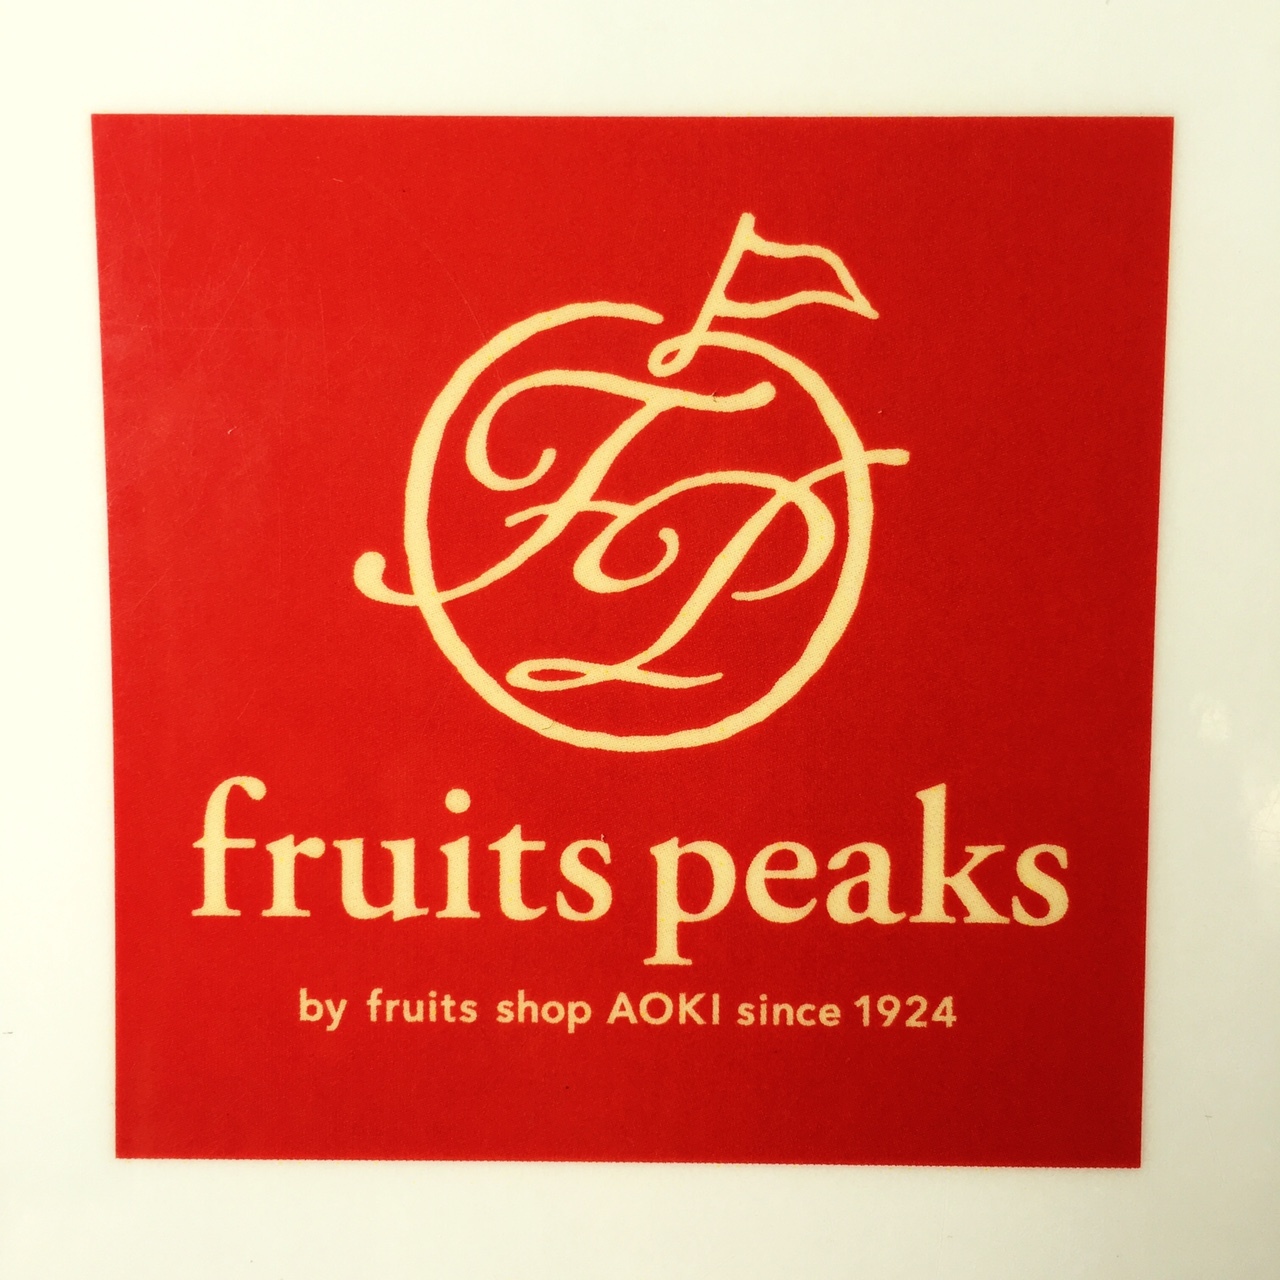 FP
fruits peaks
by fruits shop AOKI since 1924